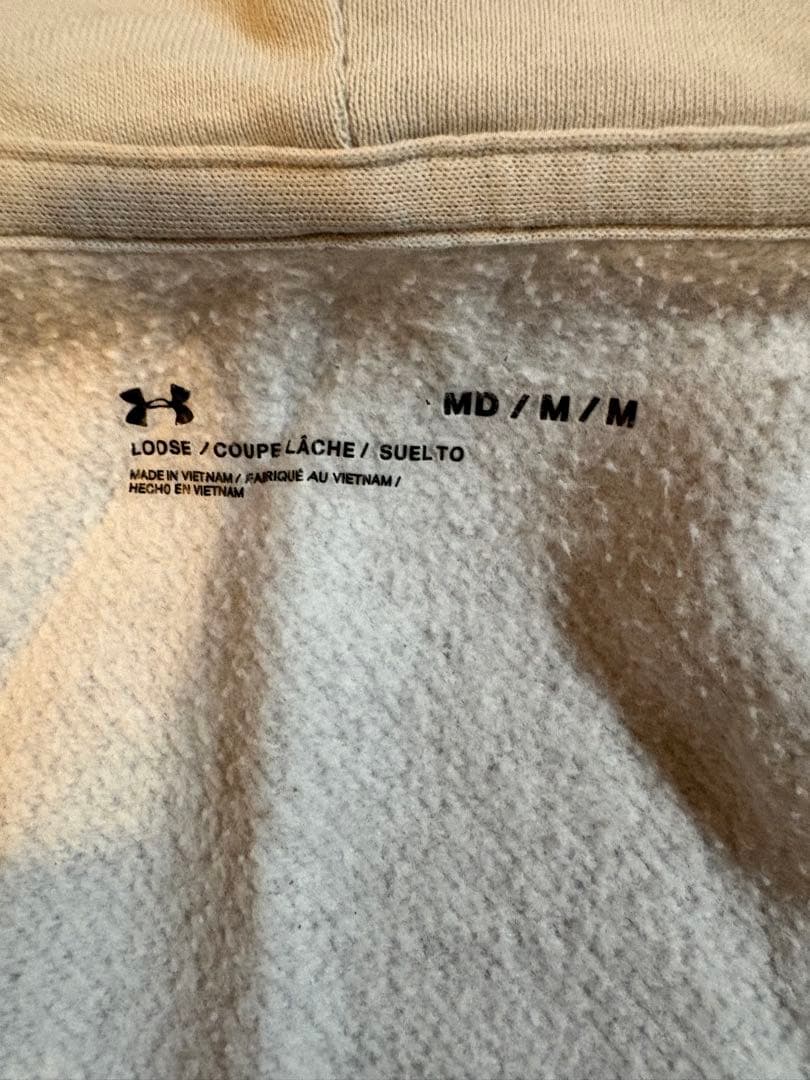 MD / M / M
LOOSE / COUPE LÂCHE / SUELTO
MADE IN VIETNAM / FABRIQUÉ AU VIETNAM /
HECHO EN VIETNAM